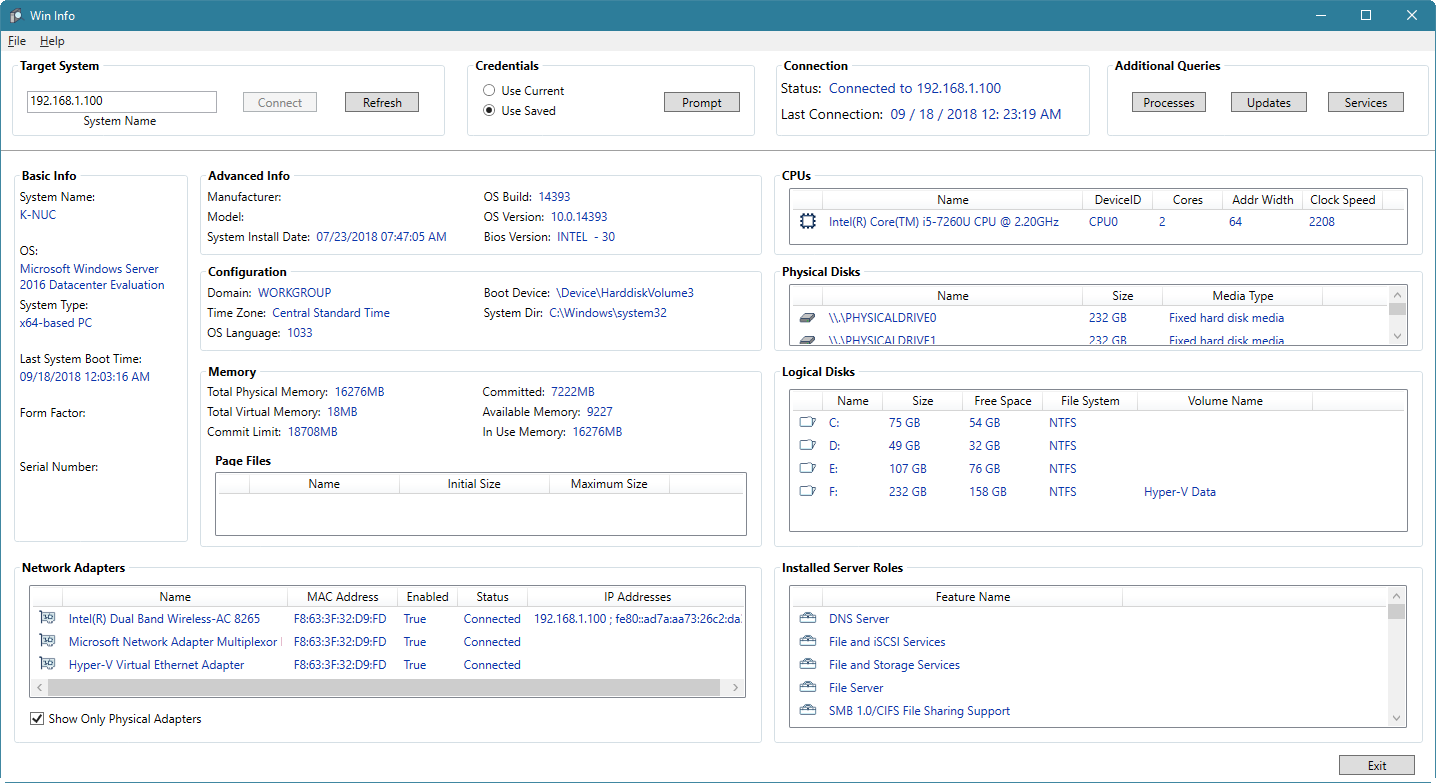 Win Info
File Help
Target System
192.168.1.100 Connect Refresh
System Name
Credentials
Use Current
Use Saved
Prompt
Connection
Status: Connected to 192.168.1.100
Last Connection: 09 / 18 / 2018 12: 23:19 AM
Additional Queries
Processes Updates Services
Basic Info
System Name:
K-NUC
OS:
Microsoft Windows Server
2016 Datacenter Evaluation
System Type:
x64-based PC
Last System Boot Time:
09/18/2018 12:03:16 AM
Form Factor:
Serial Number:
Advanced Info
Manufacturer: OS Build: 14393
Model: OS Version: 10.0.14393
System Install Date: 07/23/2018 07:47:05 AM Bios Version: INTEL - 30
Configuration
Domain: WORKGROUP Boot Device: \Device\HarddiskVolume3
Time Zone: Central Standard Time System Dir: C:\Windows\system32
OS Language: 1033
Memory
Total Physical Memory: 16276MB Committed: 7222MB
Total Virtual Memory: 18MB Available Memory: 9227
Commit Limit: 18708MB In Use Memory: 16276MB
Page Files
Name Initial Size Maximum Size
CPUs
Name DeviceID Cores Addr Width Clock Speed
Intel(R) Core(TM) i5-7260U CPU @ 2.20GHz CPU0 2 64 2208
Physical Disks
Name Size Media Type
\\.\PHYSICALDRIVE0 232 GB Fixed hard disk media
\\.\PHYSICALDRIVE1 232 GB Fixed hard disk media
Logical Disks
Name Size Free Space File System Volume Name
C: 75 GB 54 GB NTFS
D: 49 GB 32 GB NTFS
E: 107 GB 76 GB NTFS
F: 232 GB 158 GB NTFS Hyper-V Data
Network Adapters
Name MAC Address Enabled Status IP Addresses
Intel(R) Dual Band Wireless-AC 8265 F8:63:3F:32:D9:FD True Connected 192.168.1.100 ; fe80::ad7a:aa73:26c2:da
Microsoft Network Adapter Multiplexor F8:63:3F:32:D9:FD True Connected
Hyper-V Virtual Ethernet Adapter F8:63:3F:32:D9:FD True Connected
Show Only Physical Adapters
Installed Server Roles
Feature Name
DNS Server
File and iSCSI Services
File and Storage Services
File Server
SMB 1.0/CIFS File Sharing Support
Exit